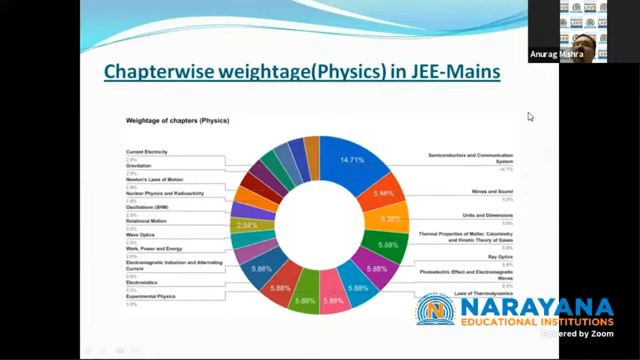 Anurag Mishra
Chapterwise weightage(Physics) in JEE-Mains
Weightage of chapters (Physics)
Current Electricity
Gravitation
Newton's Laws of Motion
Nuclear Physics and Radioactivity
Oscillations (SHM)
Rotational Motion
Wave Optics
Work, Power and Energy
Electromagnetic Induction and Alternating
Current
Electrostatics
Experimental Physics
14.71%
5.88%
5.88%
5.88%
5.88%
5.88%
5.88%
5.88%
5.88%
5.88%
Semiconductors and Communication
System
14.7%
Waves and Sound
Units and Dimensions
Thermal Properties of Matter, Calorimetry
and Kinetic Theory of Gases
Ray Optics
Photoelectric Effect and Electromagnetic
Waves
Laws of Thermodynamics
NARAYANA
EDUCATIONAL INSTITUTIONS
Powered by Zoom